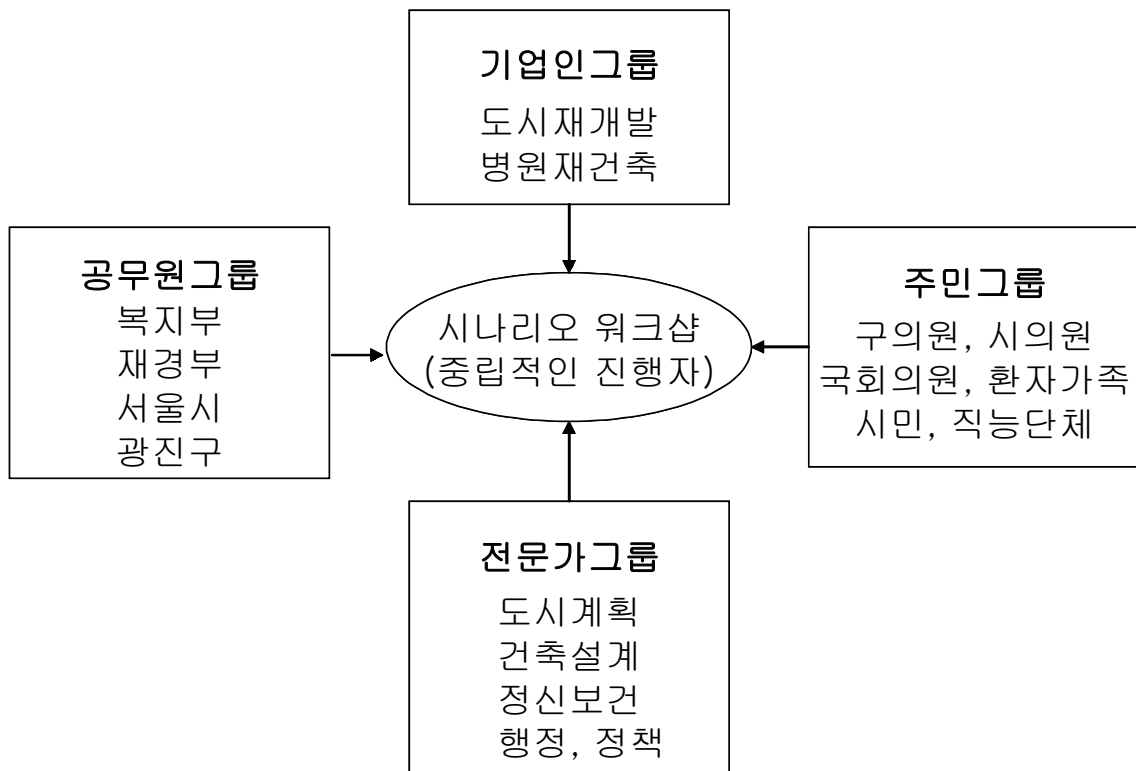 기업인그룹
도시재개발
병원재건축
공무원그룹
복지부
재경부
서울시
광진구
시나리오 워크샵
(중립적인 진행자)
주민그룹
구의원, 시의원
국회의원, 환자가족
시민, 직능단체
전문가그룹
도시계획
건축설계
정신보건
행정, 정책